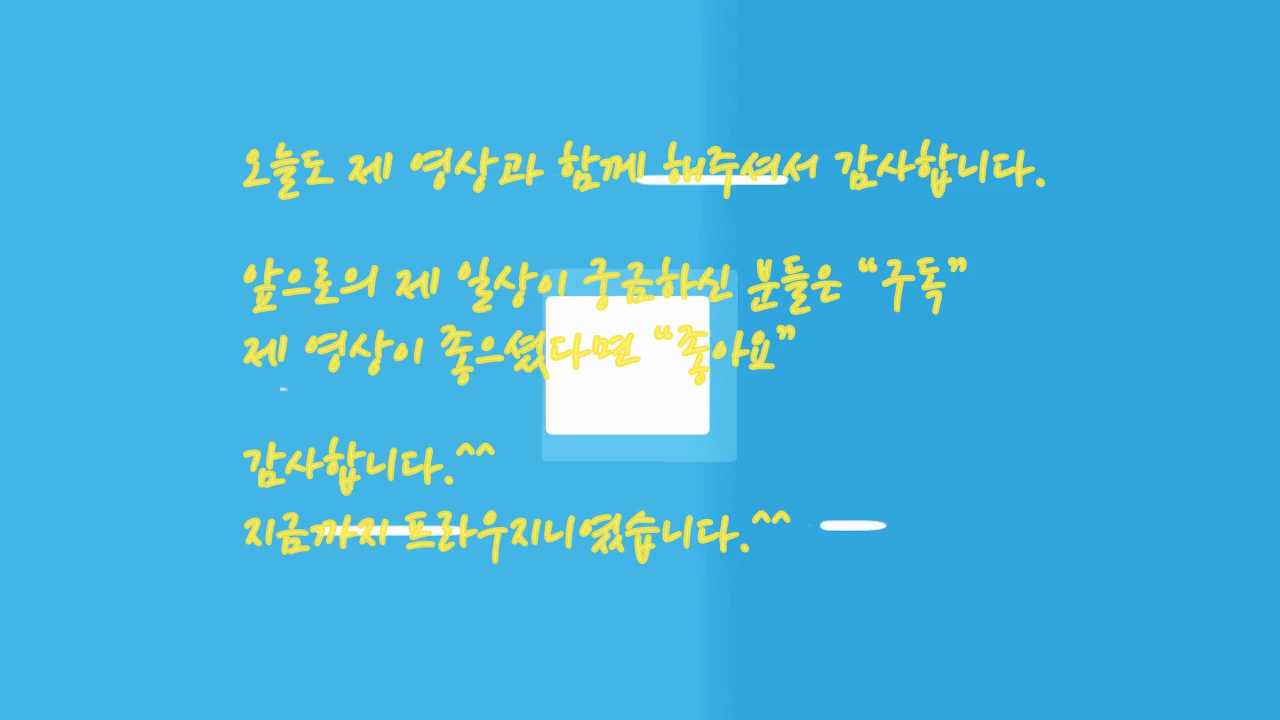 오늘도 제 영상과 함께 해주셔서 감사합니다.
앞으로의 제 일상이 궁금하신 분들은 “구독”
제 영상이 좋으셨다면 “좋아요”
감사합니다.^^
지금까지 프라우지니였습니다.^^